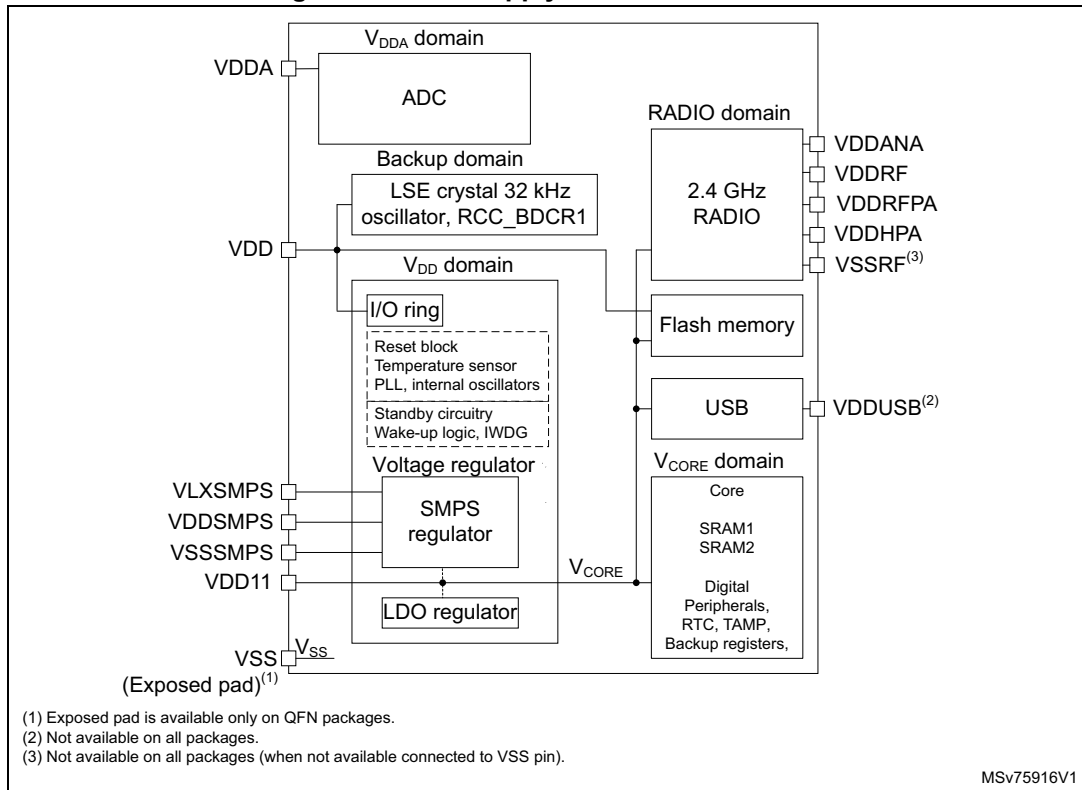 V_DDA domain
VDDA
ADC
RADIO domain
VDDANA
VDDRF
2.4 GHz
RADIO
VDDRFPA
VDDHPA
VSSRF(3)
Backup domain
LSE crystal 32 kHz
oscillator, RCC_BDCR1
VDD
V_DD domain
I/O ring
Flash memory
Reset block
Temperature sensor
PLL, internal oscillators
Standby circuitry
Wake-up logic, IWDG
USB
VDDUSB(2)
Voltage regulator
V_CORE domain
VLXSMPS
VDDSMPS
VSSSMPS
SMPS
regulator
VDD11
V_CORE
LDO regulator
Core
SRAM1
SRAM2
Digital
Peripherals,
RTC, TAMP,
Backup registers,
VSS
V_SS
(Exposed pad)(1)
(1) Exposed pad is available only on QFN packages.
(2) Not available on all packages.
(3) Not available on all packages (when not available connected to VSS pin).
MSv75916V1